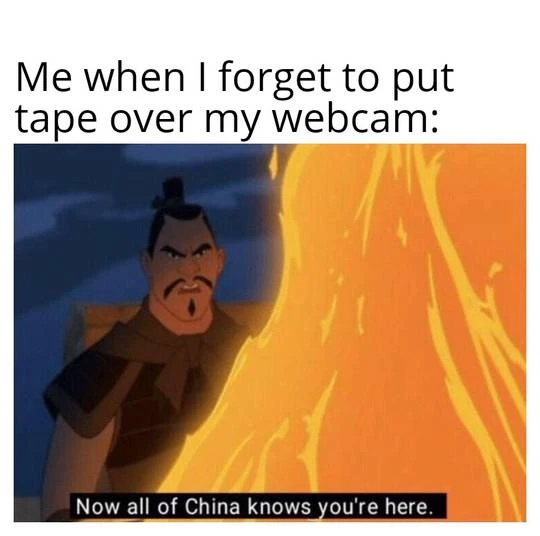 Me when I forget to put
tape over my webcam:
Now all of China knows you're here.